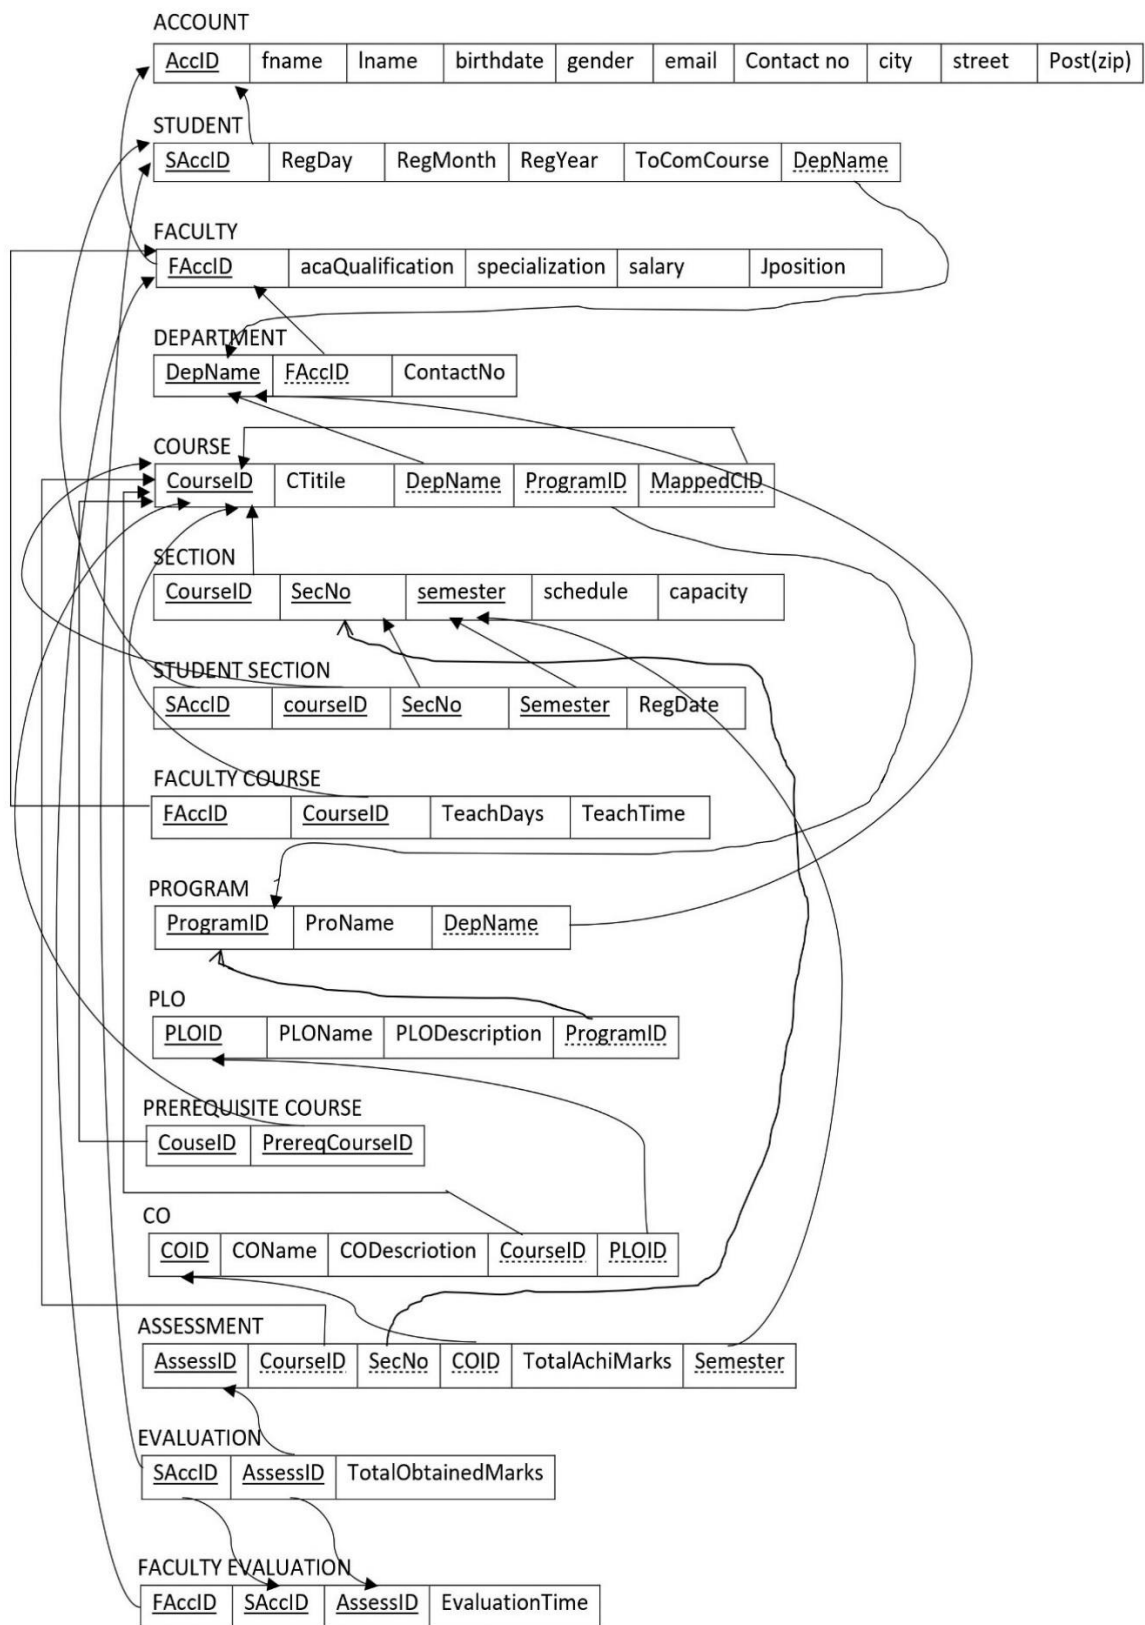 ACCOUNT
AccID fname lname birthdate gender email Contact no city street Post(zip)
STUDENT
SAccID RegDay RegMonth RegYear ToComCourse DepName
FACULTY
FAccID acaQualification specialization salary Jposition
DEPARTMENT
DepName FAccID ContactNo
COURSE
CourseID CTitile DepName ProgramID MappedCID
SECTION
CourseID SecNo semester schedule capacity
STUDENT SECTION
SAccID courseID SecNo Semester RegDate
FACULTY COURSE
FAccID CourseID TeachDays TeachTime
PROGRAM
ProgramID ProName DepName
PLO
PLOID PLOName PLODescription ProgramID
PREREQUISITE COURSE
CouseID PrereqCourseID
CO
COID COName CODescriotion CourseID PLOID
ASSESSMENT
AssessID CourseID SecNo COID TotalAchiMarks Semester
EVALUATION
SAccID AssessID TotalObtainedMarks
FACULTY EVALUATION
FAccID SAccID AssessID EvaluationTime